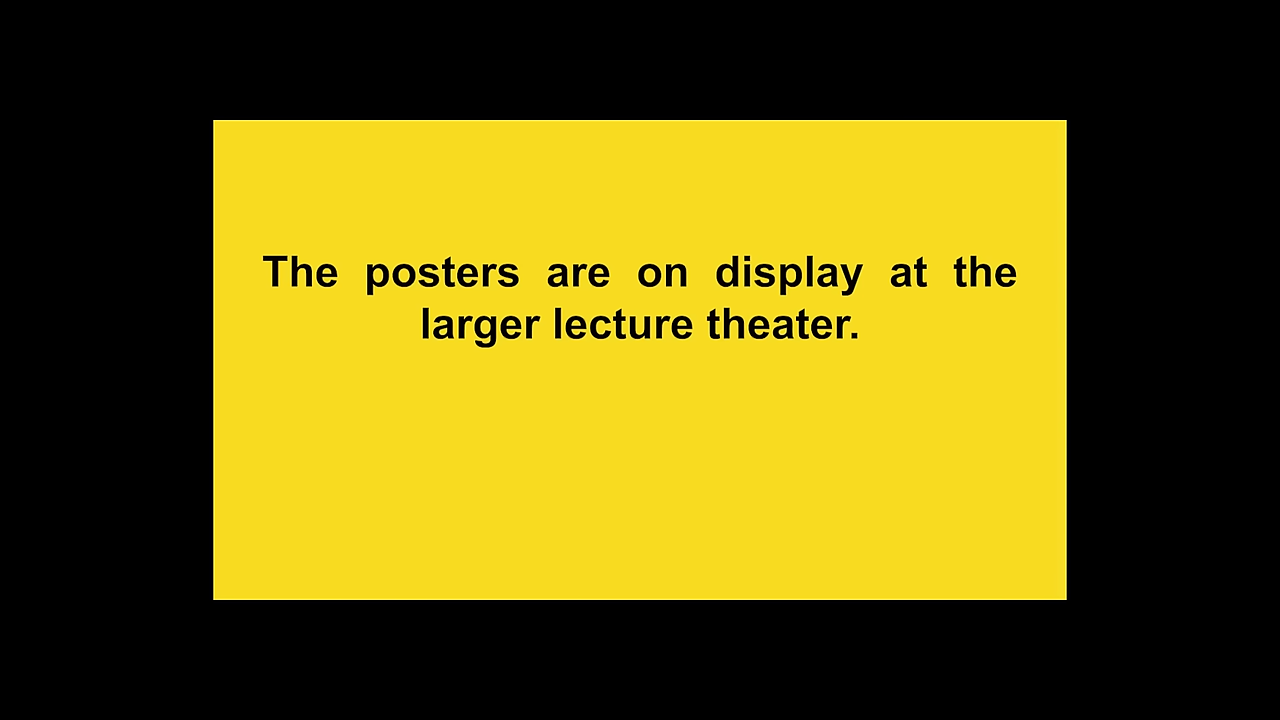 The posters are on display at the
larger lecture theater.